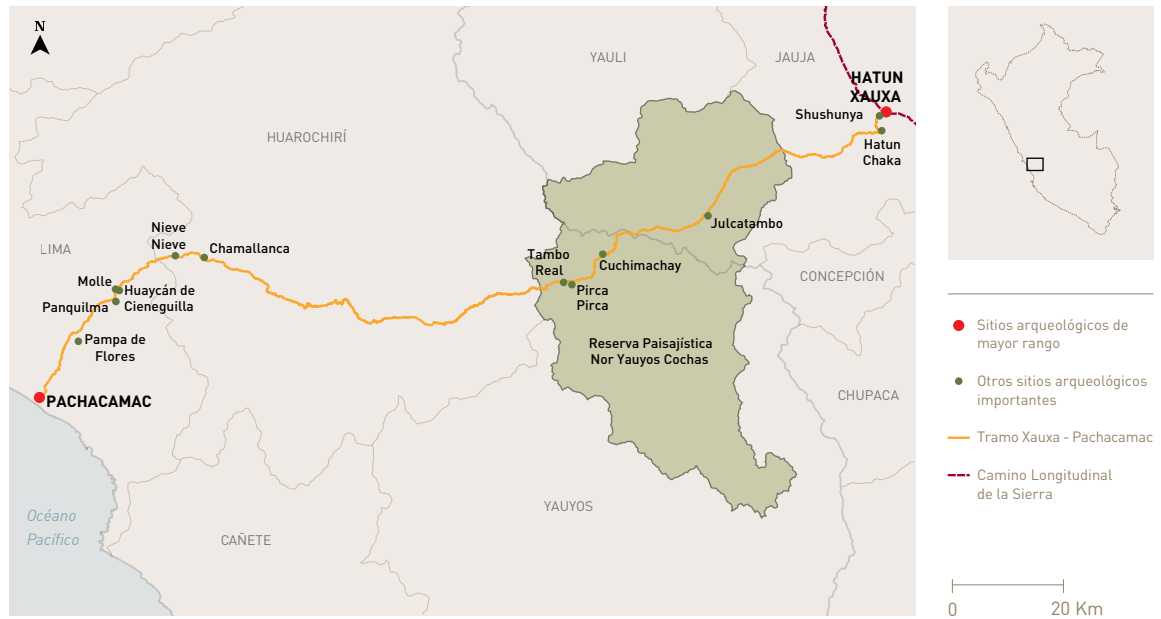 N
YAULI
JAUJA
HATUN
XAUXA
Shushunya
Hatun
Chaka
HUAROCHIRÍ
Julcatambo
Nieve
Nieve
Chamallanca
LIMA
Tambo
Real
Cuchimachay
CONCEPCIÓN
Molle
Huaycán de
Cieneguilla
Panquilma
Pirca
Pirca
Pampa de
Flores
Reserva Paisajística
Nor Yauyos Cochas
PACHACAMAC
CHUPACA
YAUYOS
Océano
Pacífico
CAÑETE
Sitios arqueológicos de
mayor rango
Otros sitios arqueológicos
importantes
Tramo Xauxa - Pachacamac
Camino Longitudinal
de la Sierra
0 20 Km